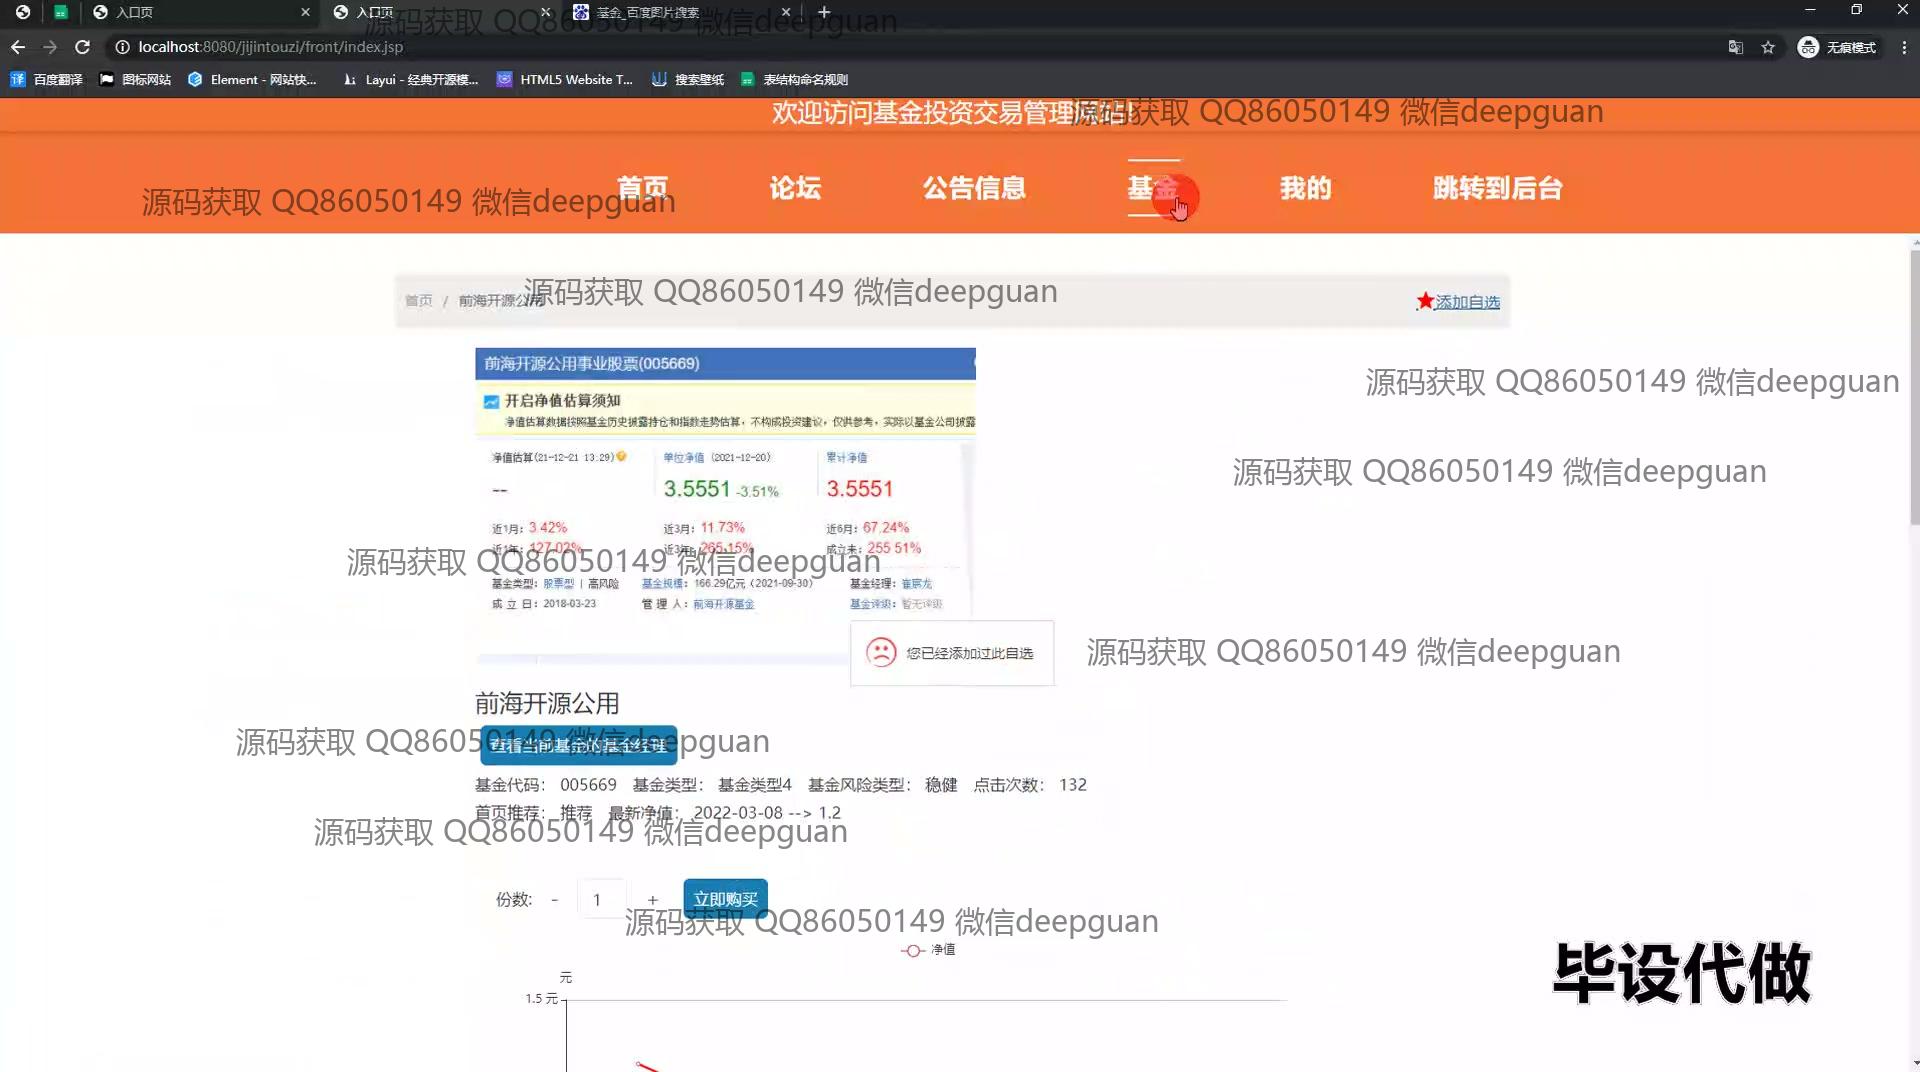 入口页
入口页
基金_百度图片搜索
源码获取 QQ86050149 微信deepguan
localhost:8080/jijintouzi/front/index.jsp
无痕模式
百度翻译 图标网站 Element - 网站快... Layui - 经典开源模... HTML5 Website T... 搜索壁纸 表结构命名规则
欢迎访问基金投资交易管理
源码获取 QQ86050149 微信deepguan
首页 论坛 公告信息 基金 我的 跳转到后台
源码获取 QQ86050149 微信deepguan
首页 / 前海开源公用
源码获取 QQ86050149 微信deepguan
添加自选
前海开源公用事业股票(005669)
源码获取 QQ86050149 微信deepguan
开启净值估算须知
净值估算数据按照基金历史披露持仓和指数走势估算，不构成投资建议，仅供参考，实际以基金公司披露
净值估算(21-12-21 13:29) 单位净值 (2021-12-20) 累计净值
源码获取 QQ86050149 微信deepguan
-- 3.5551 -3.51% 3.5551
近1月: 3.42% 近3月: 11.73% 近6月: 67.24%
近1年: 127.02% 近3年: 265.15% 成立来: 255.51%
源码获取 QQ86050149 微信deepguan
基金类型: 股票型 | 高风险 基金规模: 166.29亿元 (2021-09-30) 基金经理: 崔宸龙
成 立 日: 2018-03-23 管 理 人: 前海开源基金 基金评级: 暂无评级
您已经添加过此自选
源码获取 QQ86050149 微信deepguan
前海开源公用
查看当前基金的基金经理
源码获取 QQ86050149 微信deepguan
基金代码： 005669 基金类型： 基金类型4 基金风险类型： 稳健 点击次数： 132
首页推荐： 推荐 最新净值： 2022-03-08 --> 1.2
源码获取 QQ86050149 微信deepguan
份数: - 1 + 立即购买
源码获取 QQ86050149 微信deepguan
净值
元
1.5 元
毕设代做